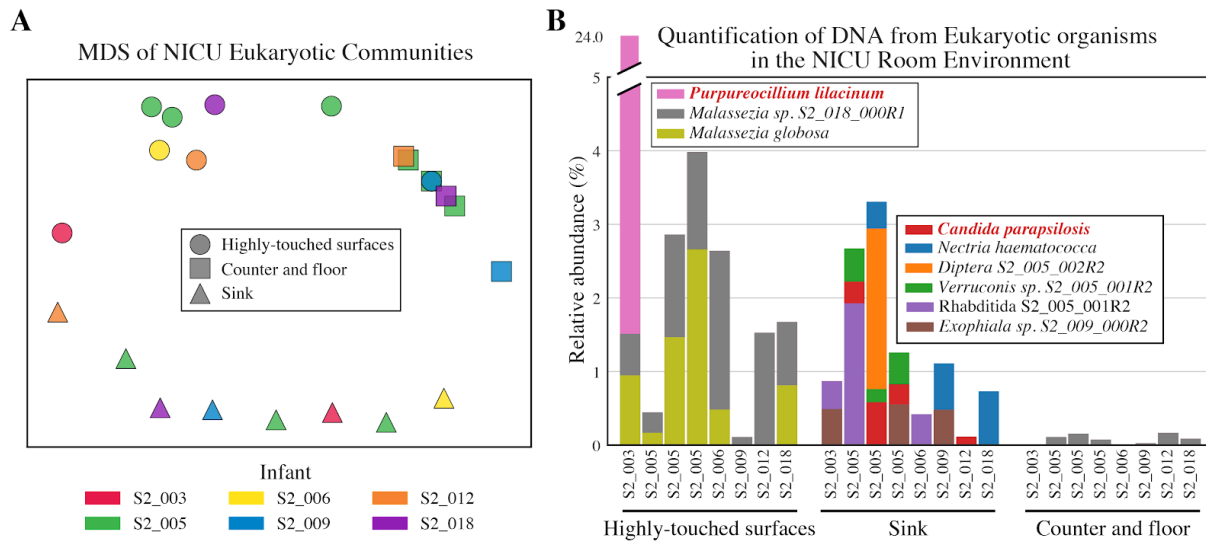 A
MDS of NICU Eukaryotic Communities
Highly-touched surfaces
Counter and floor
Sink
Infant
S2_003
S2_006
S2_012
S2_005
S2_009
S2_018
B
Quantification of DNA from Eukaryotic organisms
in the NICU Room Environment
24.0
5
4
3
2
1
0
Relative abundance (%)
Purpureocillium lilacinum
Malassezia sp. S2_018_000R1
Malassezia globosa
Candida parapsilosis
Nectria haematococca
Diptera S2_005_002R2
Verruconis sp. S2_005_001R2
Rhabditida S2_005_001R2
Exophiala sp. S2_009_000R2
S2_003
S2_005
S2_005
S2_005
S2_006
S2_009
S2_012
S2_018
S2_003
S2_005
S2_005
S2_005
S2_006
S2_009
S2_012
S2_018
S2_003
S2_005
S2_005
S2_005
S2_006
S2_009
S2_012
S2_018
Highly-touched surfaces
Sink
Counter and floor